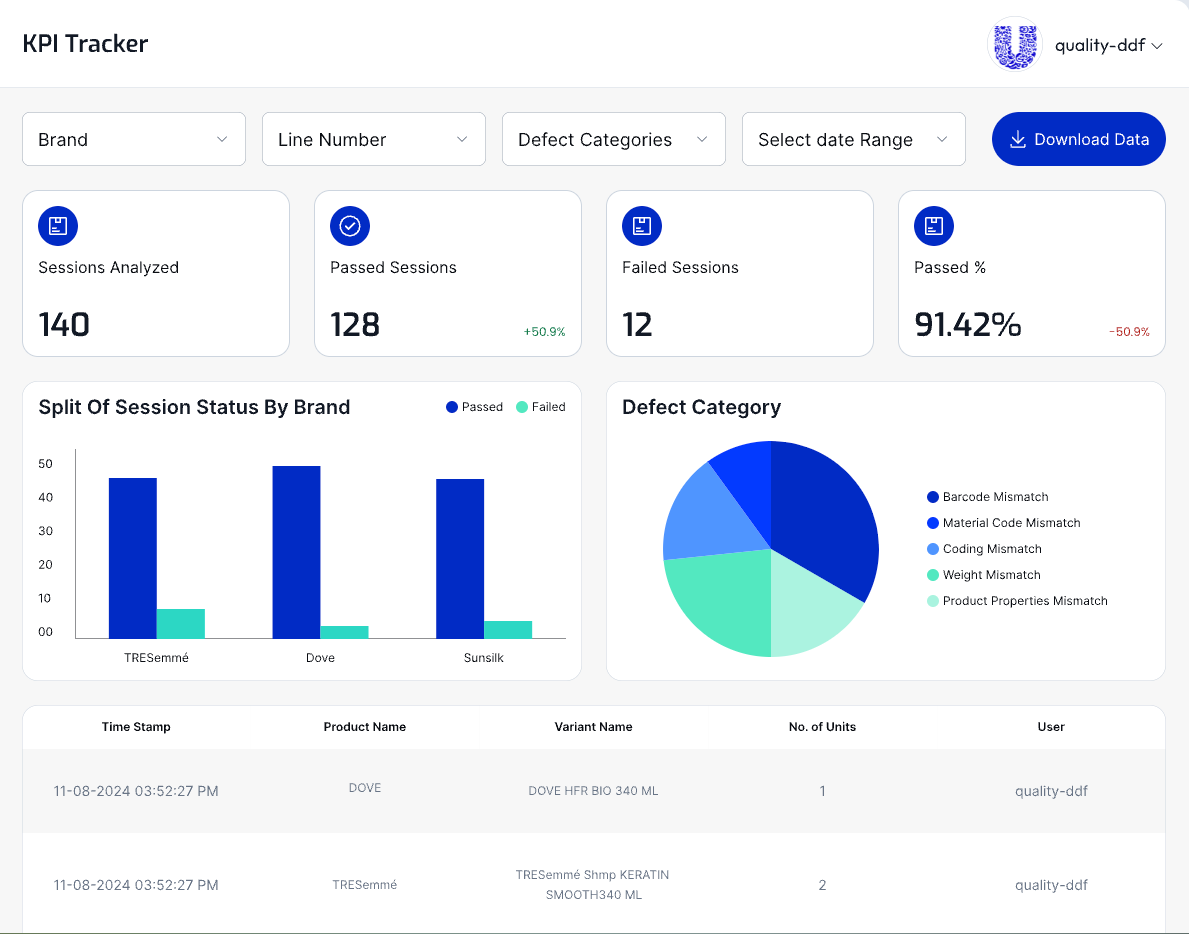 KPI Tracker
quality-ddf
Brand
Line Number
Defect Categories
Select date Range
Download Data
Sessions Analyzed
140
Passed Sessions
128
+50.9%
Failed Sessions
12
Passed %
91.42%
-50.9%
Split Of Session Status By Brand
Passed
Failed
50
40
30
20
10
00
TRESemmé
Dove
Sunsilk
Defect Category
Barcode Mismatch
Material Code Mismatch
Coding Mismatch
Weight Mismatch
Product Properties Mismatch
Time Stamp
Product Name
Variant Name
No. of Units
User
11-08-2024 03:52:27 PM
DOVE
DOVE HFR BIO 340 ML
1
quality-ddf
11-08-2024 03:52:27 PM
TRESemmé
TRESemmé Shmp KERATIN
SMOOTH340 ML
2
quality-ddf